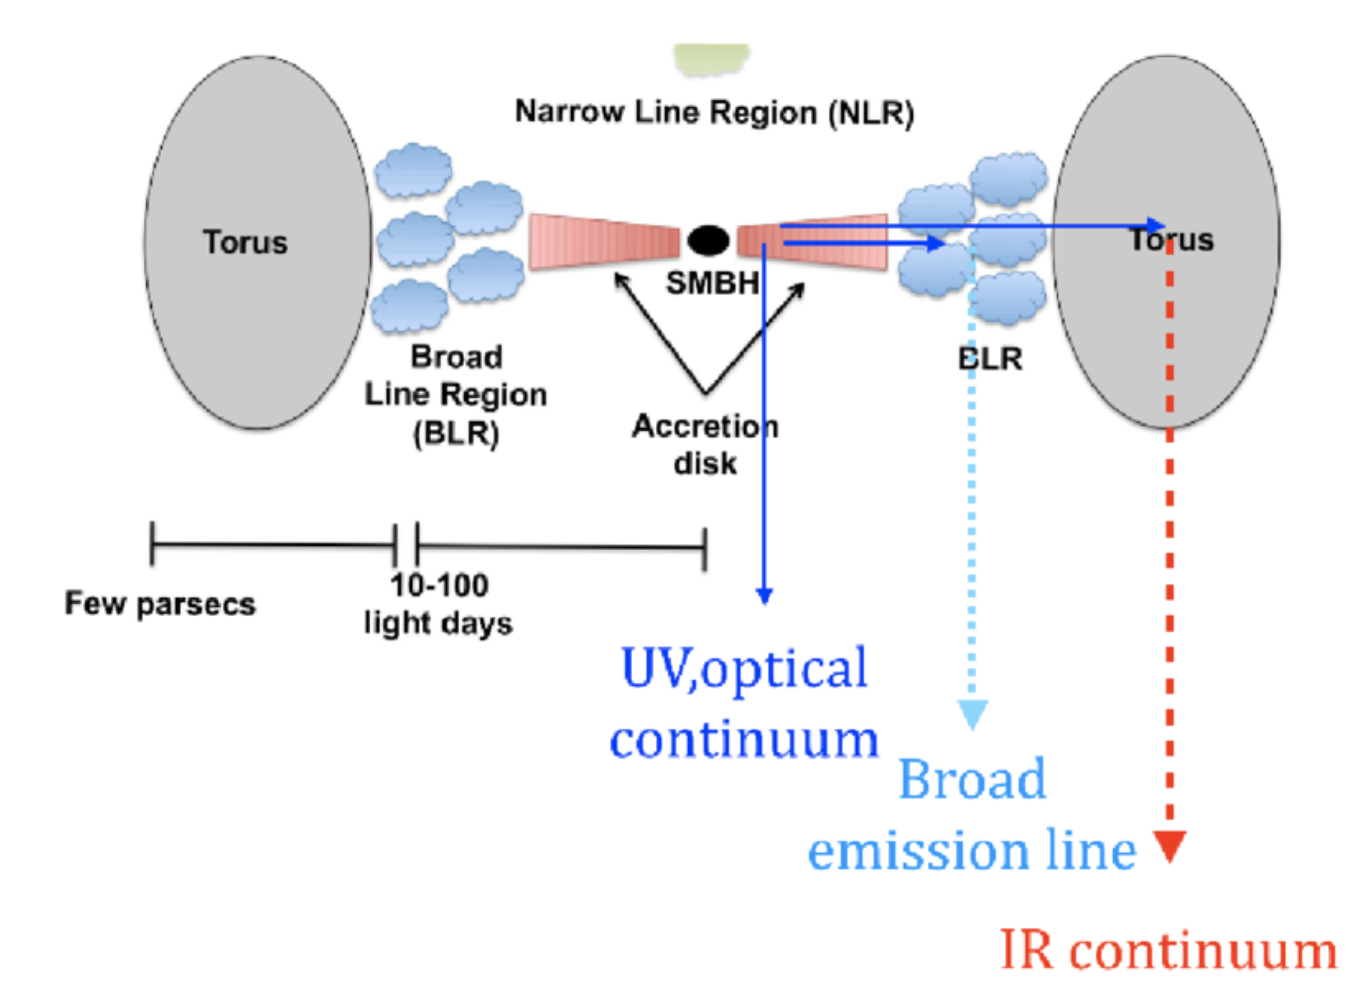 Narrow Line Region (NLR)
Torus
Torus
SMBH
Broad
Line Region
(BLR)
BLR
Accretion
disk
Few parsecs
10-100
light days
UV,optical
continuum
Broad
emission line
IR continuum